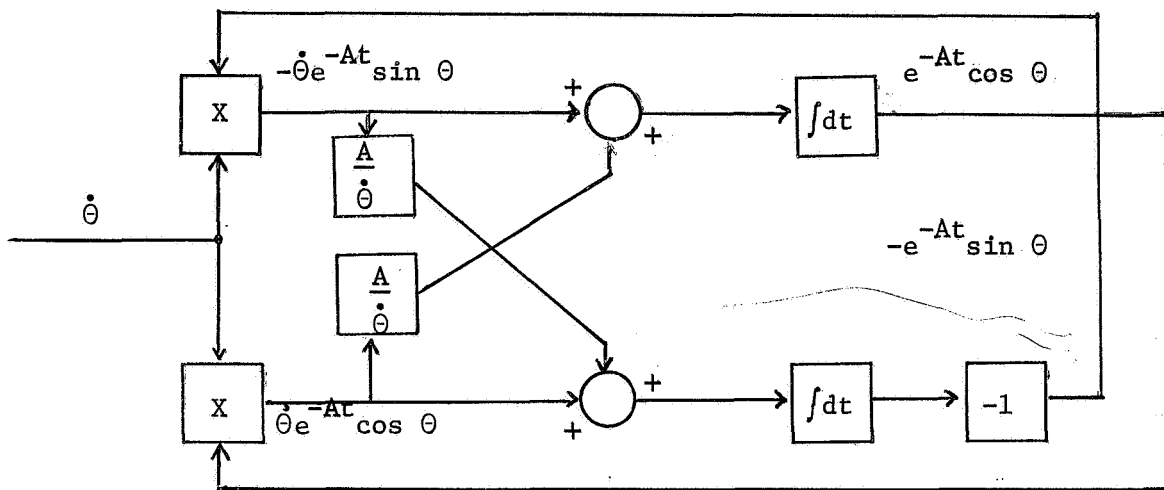 -Θ̇e^-At sin Θ
e^-At cos Θ
X
+
+
∫dt
A
Θ̇
Θ̇
-e^-At sin Θ
A
Θ̇
X
Θ̇e^-At cos Θ
+
+
∫dt
-1